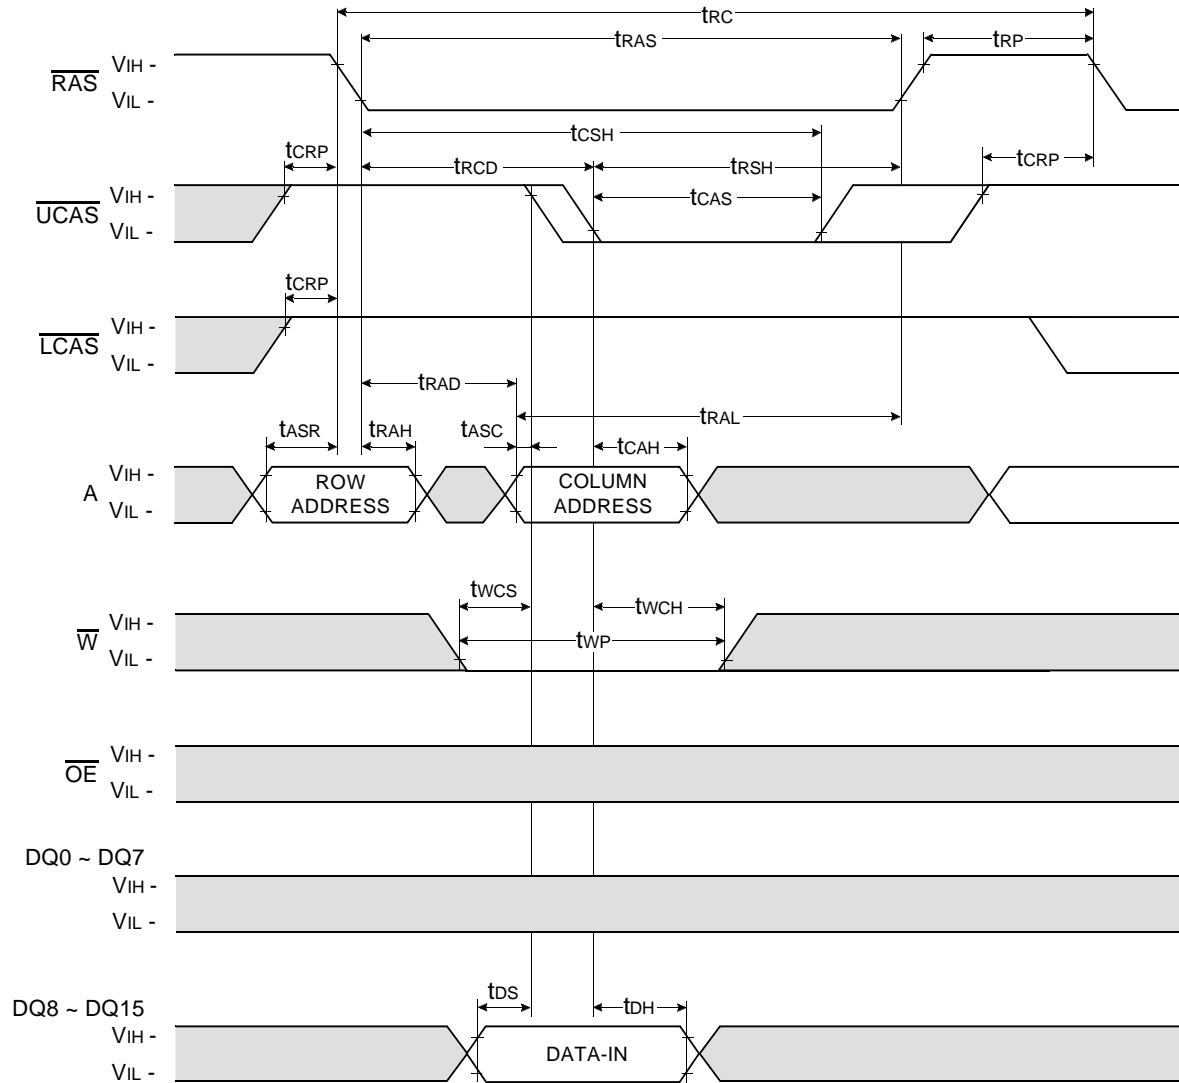 tRC
tRAS
tRP
RAS
VIH -
VIL -
tCSH
tCRP
tRCD
tRSH
tCRP
tCAS
UCAS
VIH -
VIL -
tCRP
LCAS
VIH -
VIL -
tRAD
tRAL
tASR
tRAH
tASC
tCAH
A
VIH -
VIL -
ROW
ADDRESS
COLUMN
ADDRESS
tWCS
tWCH
tWP
W
VIH -
VIL -
OE
VIH -
VIL -
DQ0 ~ DQ7
VIH -
VIL -
tDS
tDH
DQ8 ~ DQ15
VIH -
VIL -
DATA-IN